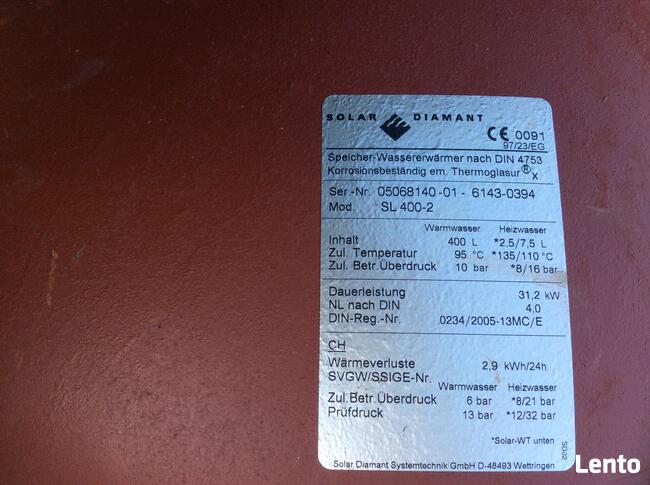 SOLAR DIAMANT
CE 0091
97/23/EG
Speicher-Wassererwärmer nach DIN 4753
Korrosionsbeständig em. Thermoglasur® x
Ser.-Nr. 05068140-01 - 6143-0394
Mod. SL 400-2
Warmwasser Heizwasser
Inhalt 400 L *2,5/7,5 L
Zul. Temperatur 95 °C *135/110 °C
Zul. Betr.Überdruck 10 bar *8/16 bar
Dauerleistung 31,2 kW
NL nach DIN 4,0
DIN-Reg.-Nr. 0234/2005-13MC/E
CH
Wärmeverluste 2,9 kWh/24h
SVGW/SSIGE-Nr.
Warmwasser Heizwasser
Zul.Betr.Überdruck 6 bar *8/21 bar
Prüfdruck 13 bar *12/32 bar
*Solar-WT unten
Solar Diamant Systemtechnik GmbH D-48493 Wettringen
Lento